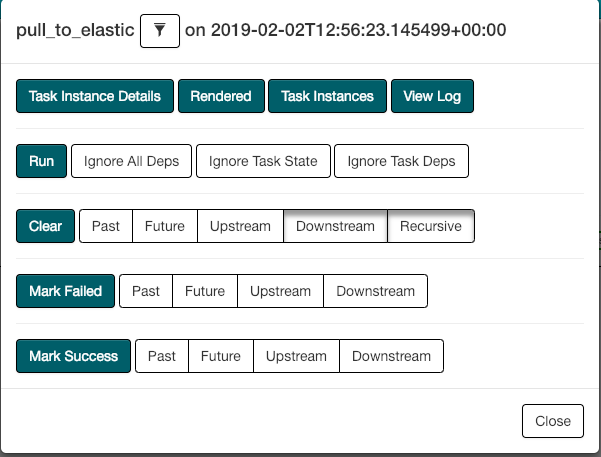 pull_to_elastic on 2019-02-02T12:56:23.145499+00:00
Task Instance Details Rendered Task Instances View Log
Run Ignore All Deps Ignore Task State Ignore Task Deps
Clear Past Future Upstream Downstream Recursive
Mark Failed Past Future Upstream Downstream
Mark Success Past Future Upstream Downstream
Close